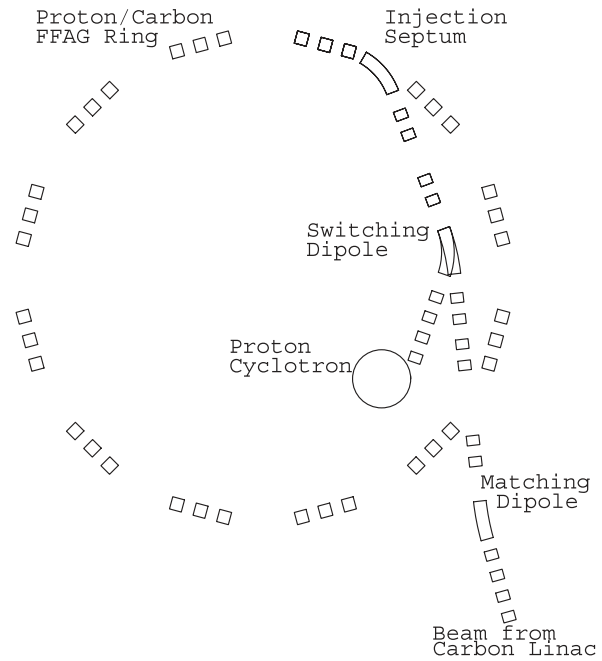 Proton/Carbon
FFAG Ring
Injection
Septum
Switching
Dipole
Proton
Cyclotron
Matching
Dipole
Beam from
Carbon Linac